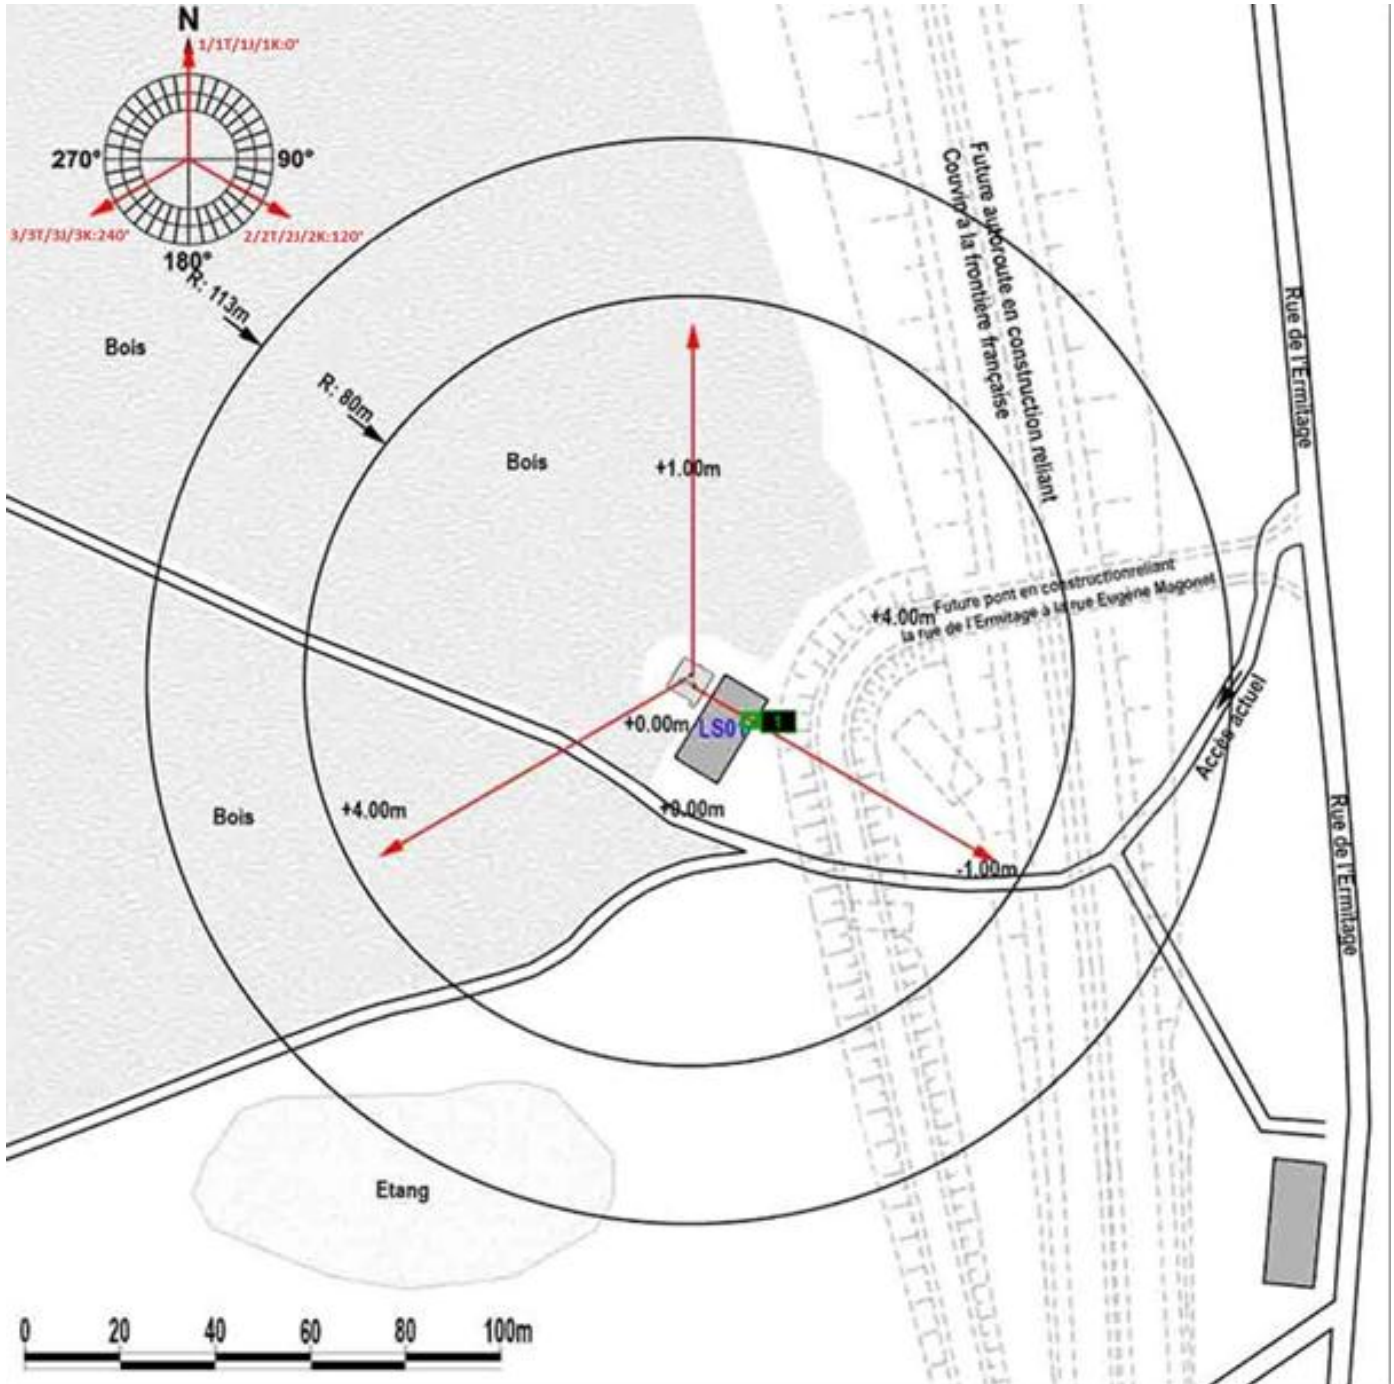 N
1/1T/1J/1K:0°
270°
90°
3/3T/3J/3K:240°
2/2T/2J/2K:120°
180°
R: 113m
Bois
R: 80m
Bois
+1.00m
Future autoroute en construction reliant
Couvin à la frontière française
Rue de l'Ermitage
Future pont en constructionreliant
la rue de l'Ermitage à la rue Eugène Magonet
+4.00m
+0.00m
LS0
1
Accès actuel
+4.00m
+0.00m
Bois
-1.00m
Rue de l'Ermitage
Etang
0 20 40 60 80 100m